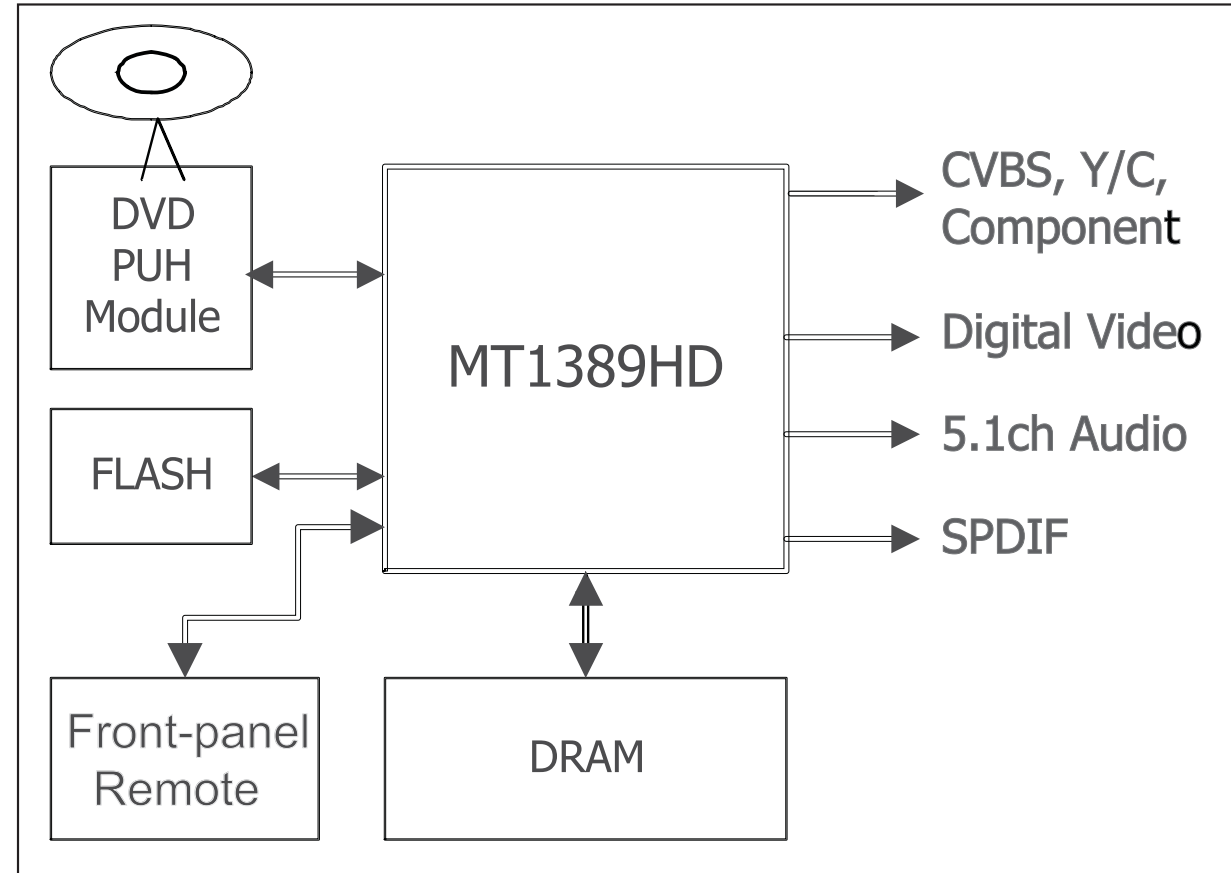 DVD
PUH
Module
FLASH
Front-panel
Remote
MT1389HD
DRAM
CVBS, Y/C,
Component
Digital Video
5.1ch Audio
SPDIF